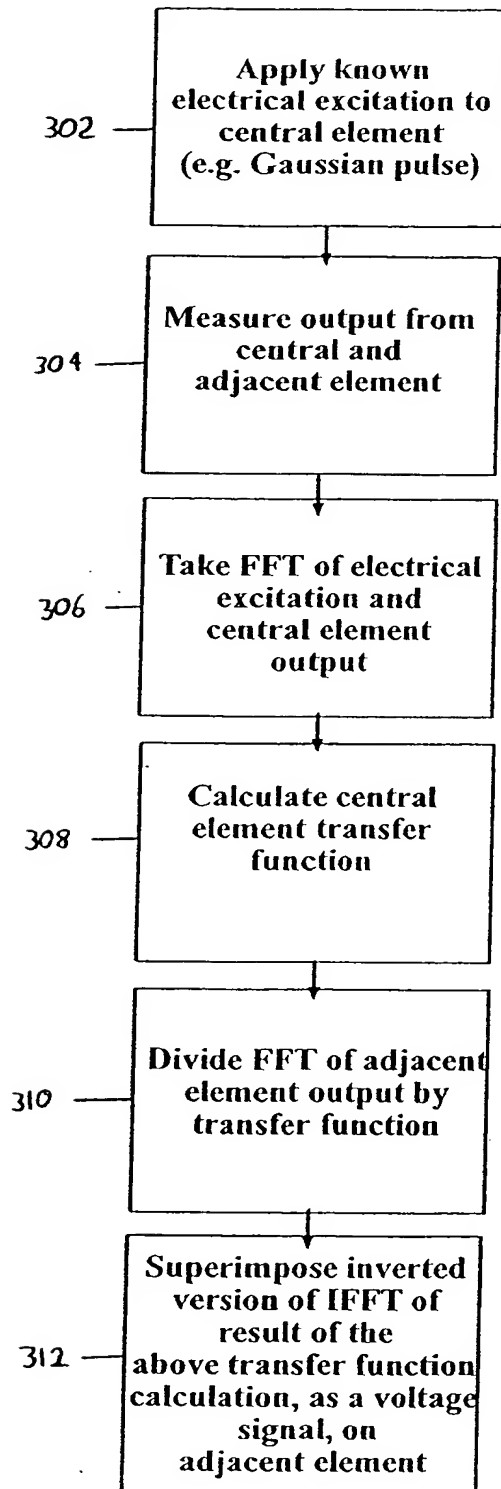 302
Apply known
electrical excitation to
central element
(e.g. Gaussian pulse)
304
Measure output from
central and
adjacent element
306
Take FFT of electrical
excitation and
central element
output
308
Calculate central
element transfer
function
310
Divide FFT of adjacent
element output by
transfer function
312
Superimpose inverted
version of IFFT of
result of the
above transfer function
calculation, as a voltage
signal, on
adjacent element